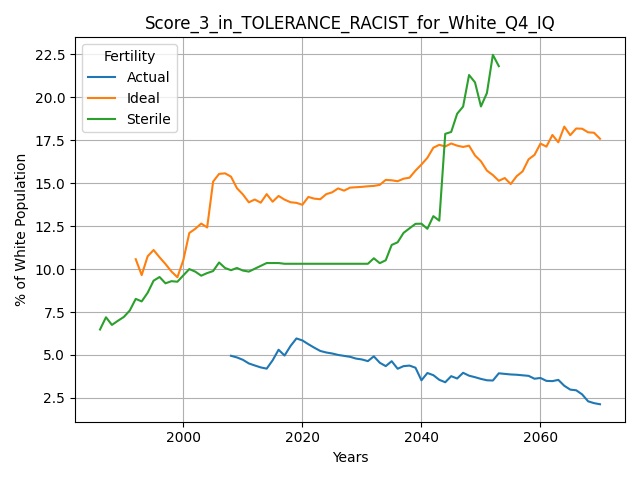 Score_3_in_TOLERANCE_RACIST_for_White_Q4_IQ
Fertility
Actual
Ideal
Sterile
22.5
20.0
17.5
15.0
12.5
10.0
7.5
5.0
2.5
% of White Population
2000
2020
2040
2060
Years